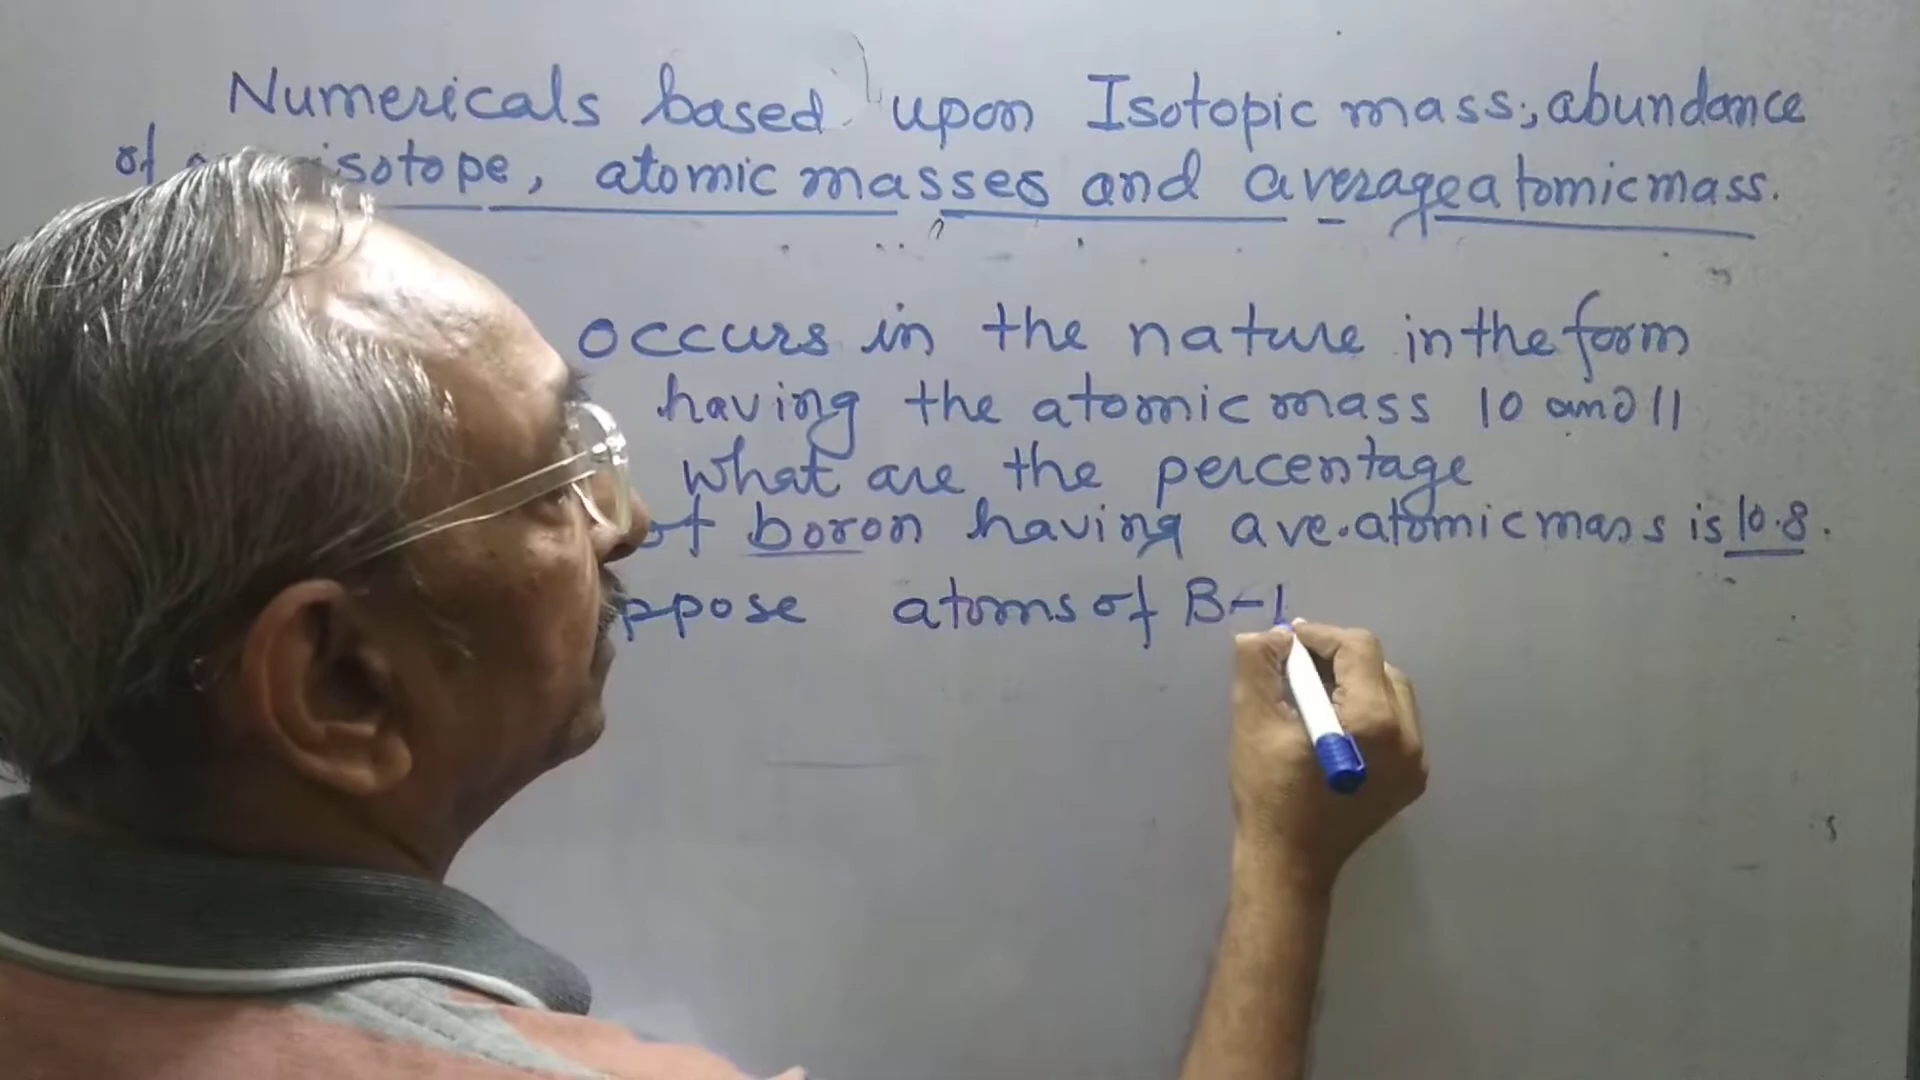 Numericals based upon Isotopic mass, abundance
of isotope, atomic masses and average atomic mass.
occurs in the nature in the form
having the atomic mass 10 and 11
what are the percentage
of boron having ave. atomic mass is 10.8.
ppose atoms of B-1